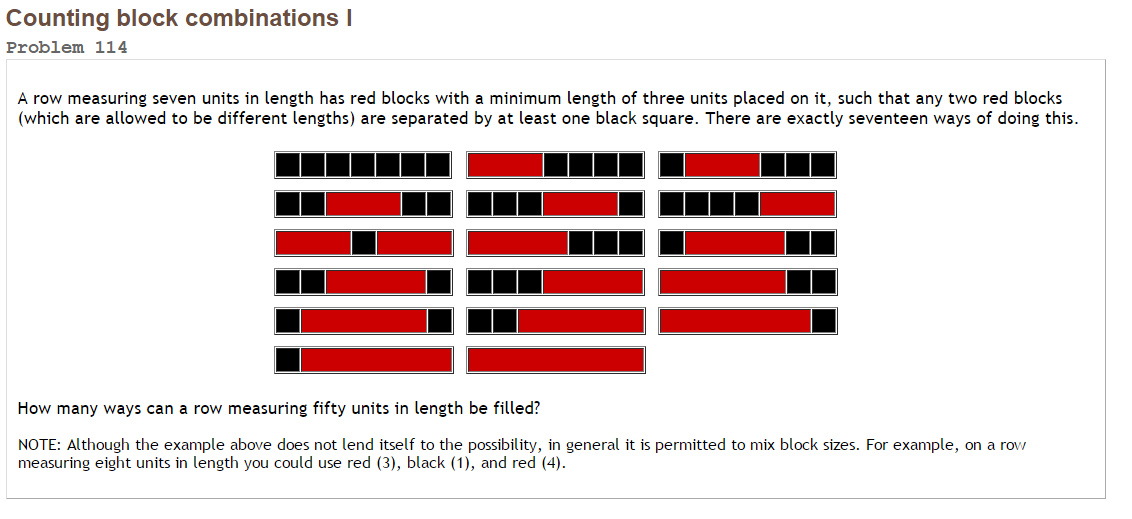 Counting block combinations I
Problem 114
A row measuring seven units in length has red blocks with a minimum length of three units placed on it, such that any two red blocks
(which are allowed to be different lengths) are separated by at least one black square. There are exactly seventeen ways of doing this.
How many ways can a row measuring fifty units in length be filled?
NOTE: Although the example above does not lend itself to the possibility, in general it is permitted to mix block sizes. For example, on a row
measuring eight units in length you could use red (3), black (1), and red (4).